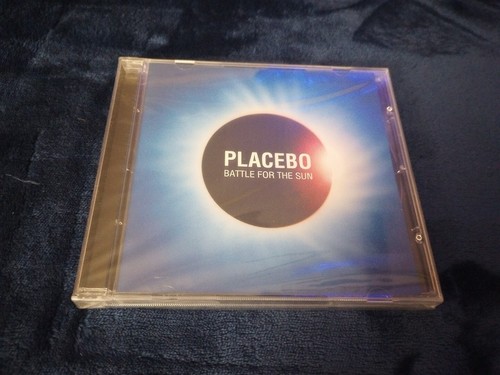 PLACEBO
BATTLE FOR THE SUN